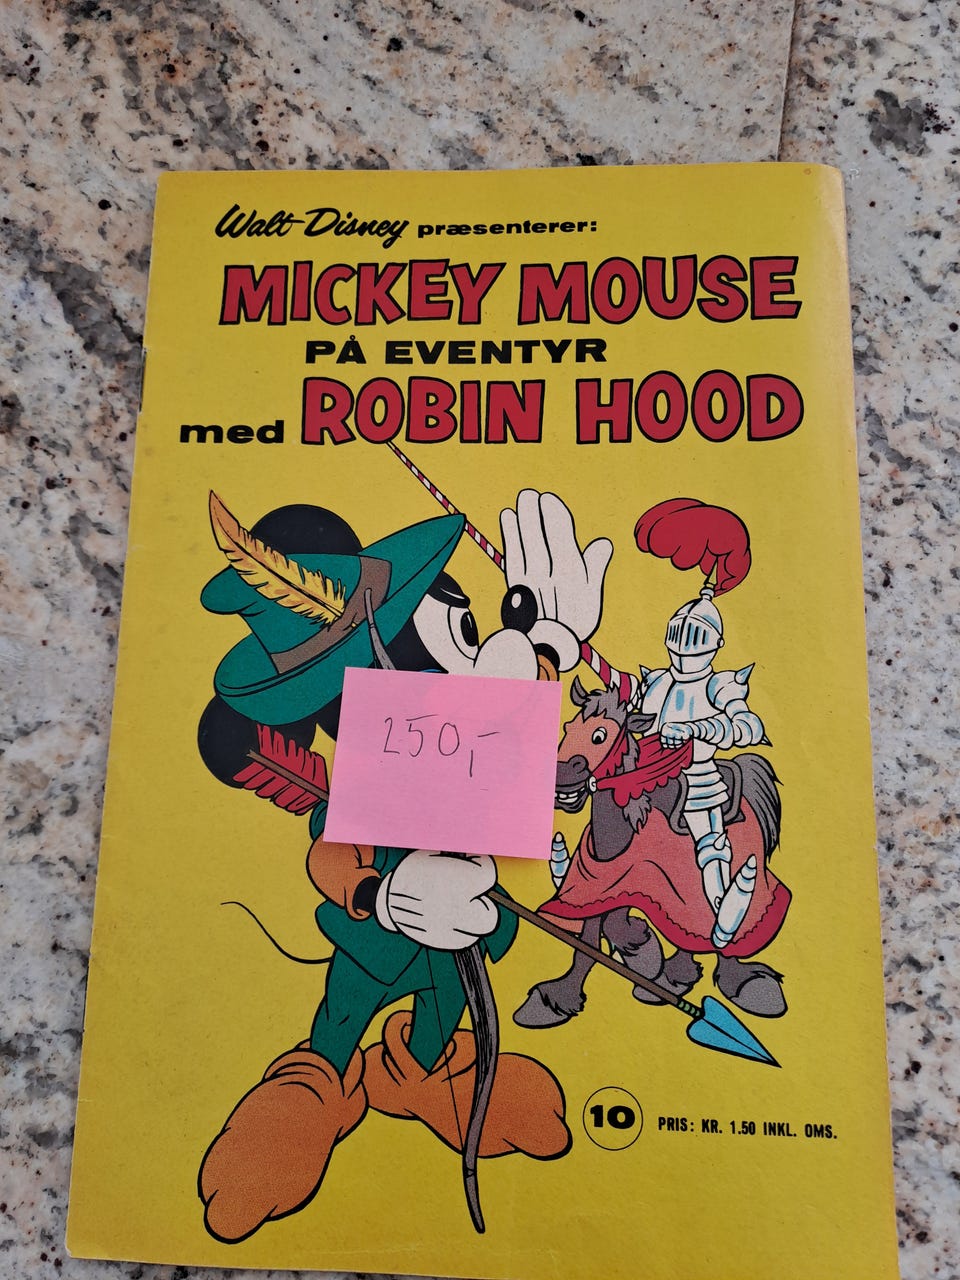 Walt Disney præsenterer:
MICKEY MOUSE
PÅ EVENTYR
med ROBIN HOOD
250,-
10 PRIS: KR. 1.50 INKL. OMS.